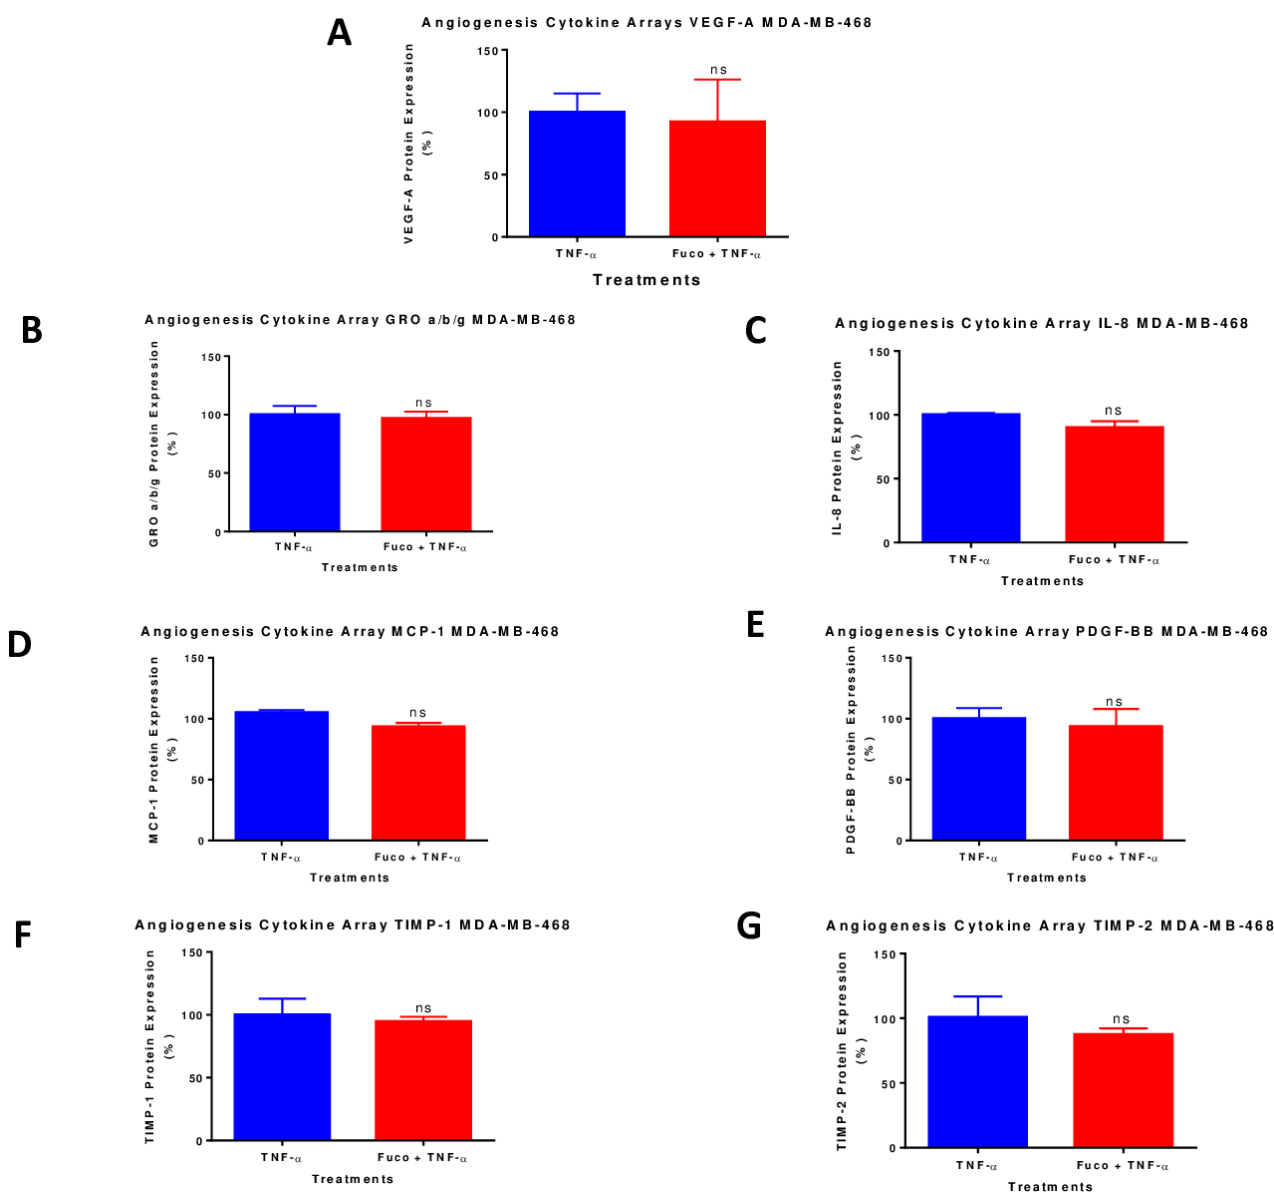 A
Angiogenesis Cytokine Arrays VEGF-A MDA-MB-468
VEGF-A Protein Expression
(%)
150
100
50
0
ns
TNF-α
Fuco + TNF-α
Treatments
B
Angiogenesis Cytokine Array GRO a/b/g MDA-MB-468
GRO a/b/g Protein Expression
(%)
150
100
50
0
ns
TNF-α
Fuco + TNF-α
Treatments
C
Angiogenesis Cytokine Array IL-8 MDA-MB-468
IL-8 Protein Expression
(%)
150
100
50
0
ns
TNF-α
Fuco + TNF-α
Treatments
D
Angiogenesis Cytokine Array MCP-1 MDA-MB-468
MCP-1 Protein Expression
(%)
150
100
50
0
ns
TNF-α
Fuco + TNF-α
Treatments
E
Angiogenesis Cytokine Array PDGF-BB MDA-MB-468
PDGF-BB Protein Expression
(%)
150
100
50
0
ns
TNF-α
Fuco + TNF-α
Treatments
F
Angiogenesis Cytokine Array TIMP-1 MDA-MB-468
TIMP-1 Protein Expression
(%)
150
100
50
0
ns
TNF-α
Fuco + TNF-α
Treatments
G
Angiogenesis Cytokine Array TIMP-2 MDA-MB-468
TIMP-2 Protein Expression
(%)
150
100
50
0
ns
TNF-α
Fuco + TNF-α
Treatments